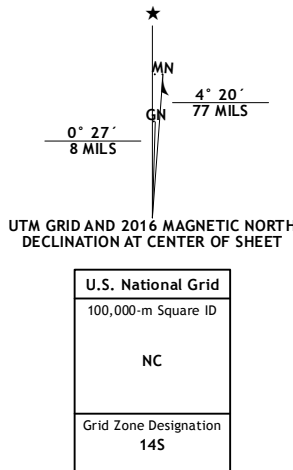 MN
GN
4° 20´
77 MILS
0° 27´
8 MILS
UTM GRID AND 2016 MAGNETIC NORTH
DECLINATION AT CENTER OF SHEET
U.S. National Grid
100,000-m Square ID
NC
Grid Zone Designation
14S